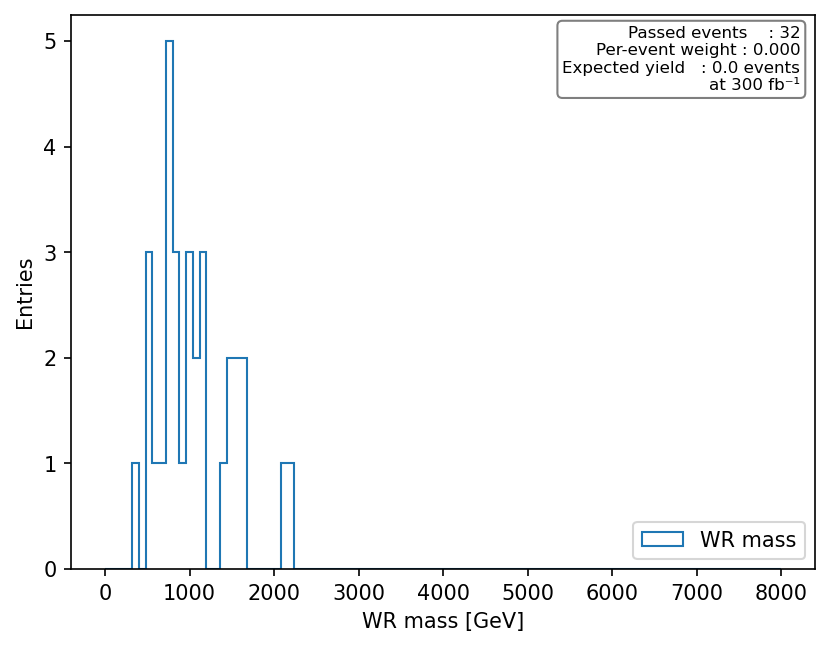 Passed events    : 32
Per-event weight : 0.000
Expected yield   : 0.0 events
at 300 fb⁻¹
5
4
3
2
1
0
Entries
WR mass
0 1000 2000 3000 4000 5000 6000 7000 8000
WR mass [GeV]